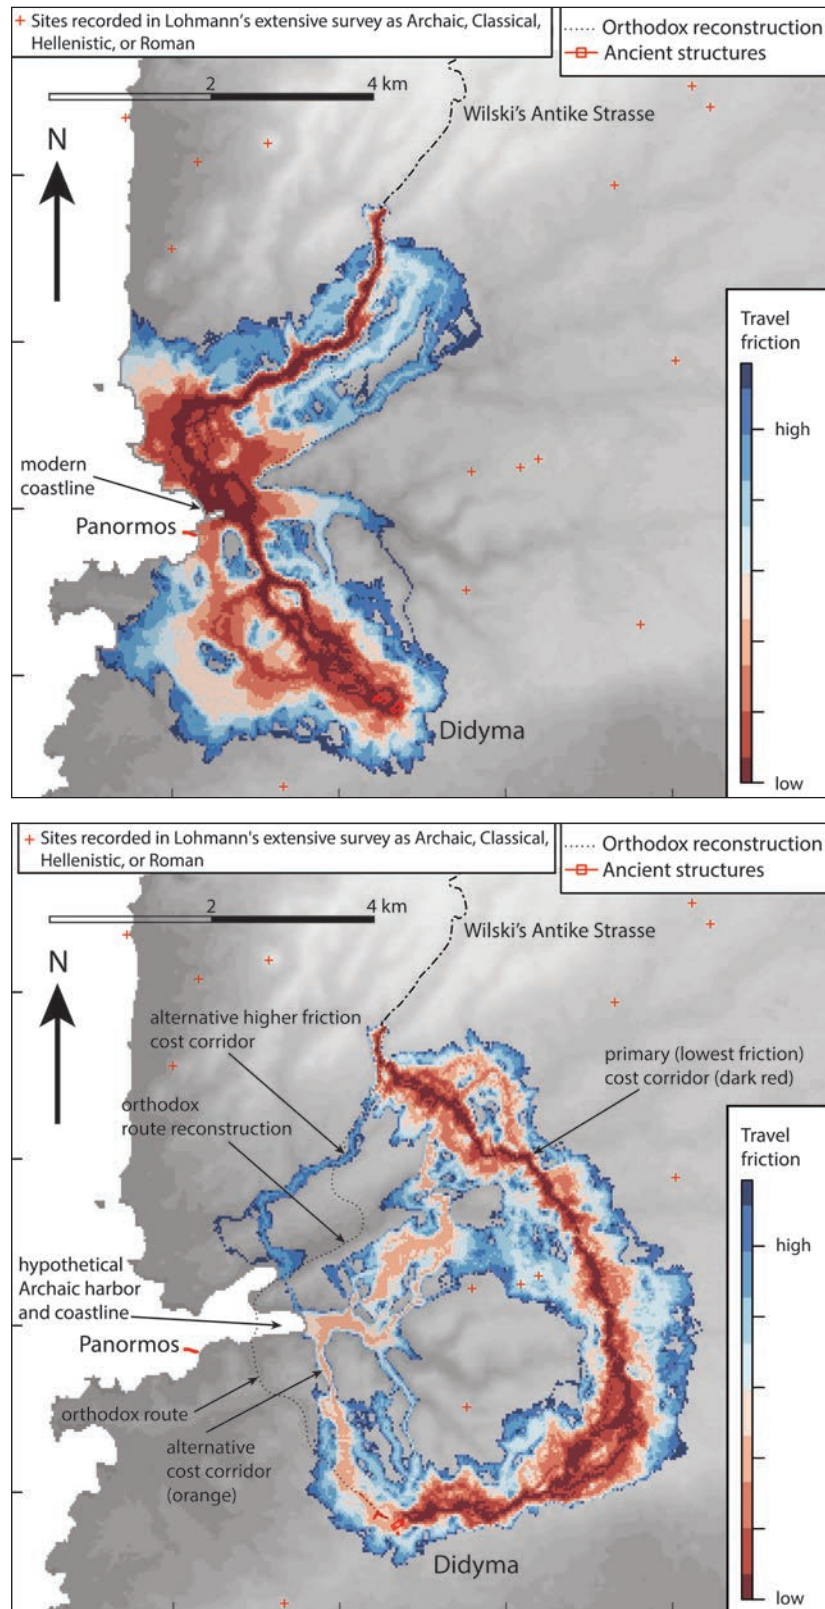 + Sites recorded in Lohmann's extensive survey as Archaic, Classical,
Hellenistic, or Roman
Orthodox reconstruction
Ancient structures
2
4 km
Wilski's Antike Strasse
N
Travel
friction
high
low
modern
coastline
Panormos
Didyma
+ Sites recorded in Lohmann's extensive survey as Archaic, Classical,
Hellenistic, or Roman
Orthodox reconstruction
Ancient structures
2
4 km
Wilski's Antike Strasse
N
alternative higher friction
cost corridor
primary (lowest friction)
cost corridor (dark red)
orthodox
route reconstruction
Travel
friction
high
low
hypothetical
Archaic harbor
and coastline
Panormos
orthodox route
alternative
cost corridor
(orange)
Didyma